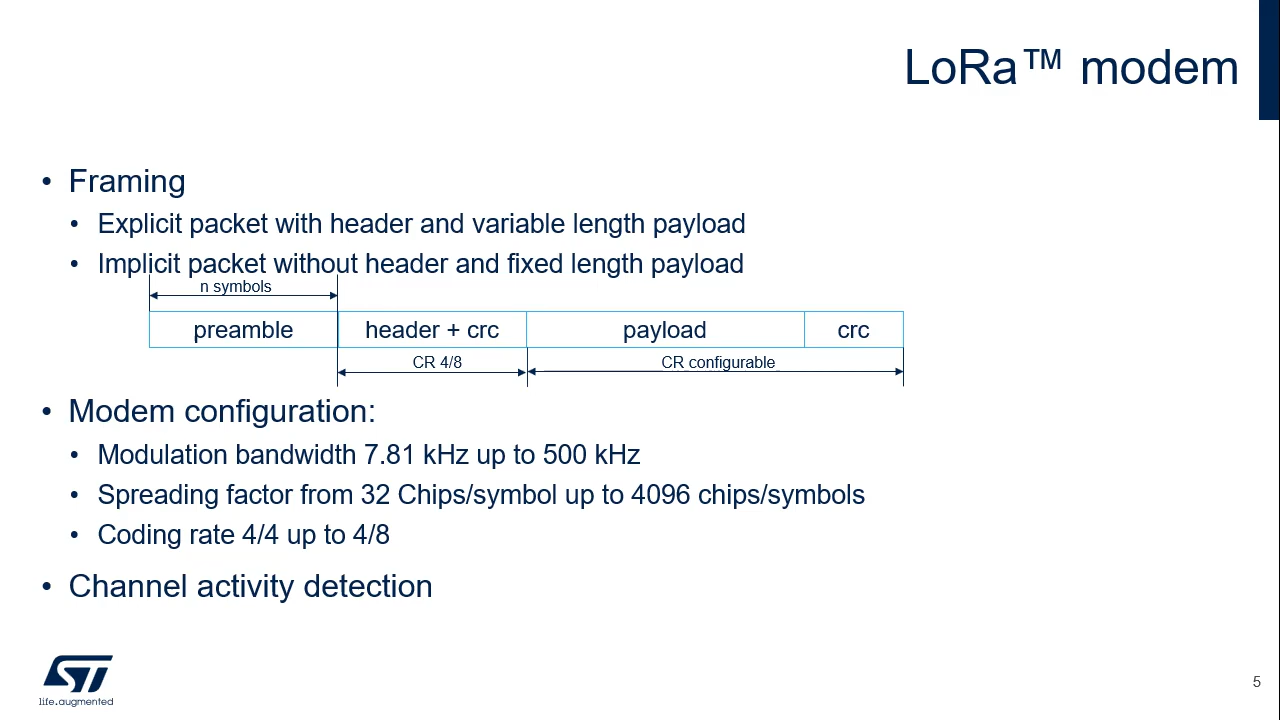 LoRa™ modem
• Framing
• Explicit packet with header and variable length payload
• Implicit packet without header and fixed length payload
n symbols
preamble header + crc payload crc
CR 4/8 CR configurable
• Modem configuration:
• Modulation bandwidth 7.81 kHz up to 500 kHz
• Spreading factor from 32 Chips/symbol up to 4096 chips/symbols
• Coding rate 4/4 up to 4/8
• Channel activity detection
ST
life.augmented
5